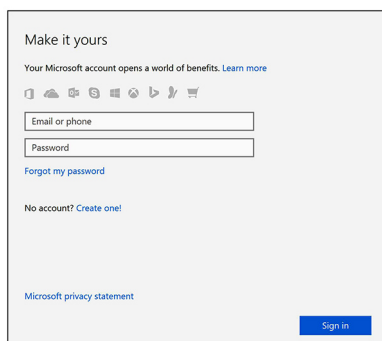 Make it yours
Your Microsoft account opens a world of benefits. Learn more
Email or phone
Password
Forgot my password
No account? Create one!
Microsoft privacy statement
Sign in